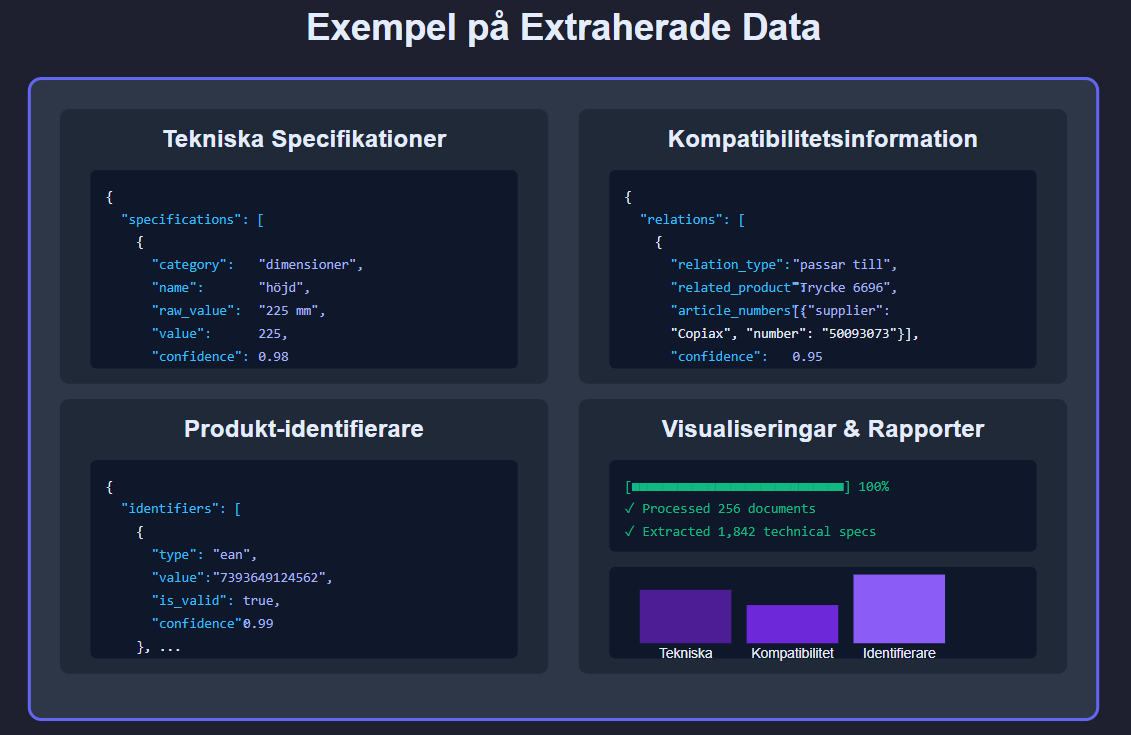 Exempel på Extraherade Data
Tekniska Specifikationer
{
"specifications": [
{
"category": "dimensioner",
"name": "höjd",
"raw_value": "225 mm",
"value": 225,
"confidence": 0.98
Kompatibilitetsinformation
{
"relations": [
{
"relation_type": "passar till",
"related_product" "Trycke 6696",
"article_numbers" [{"supplier":
"Copiax", "number": "50093073"}],
"confidence": 0.95
Produkt-identifierare
{
"identifiers": [
{
"type": "ean",
"value": "7393649124562",
"is_valid": true,
"confidence" 0.99
}, ...
Visualiseringar & Rapporter
[■■■■■■■■■■■■■■■■■■■■■■■■■■■■] 100%
✓ Processed 256 documents
✓ Extracted 1,842 technical specs
Tekniska Kompatibilitet Identifierare